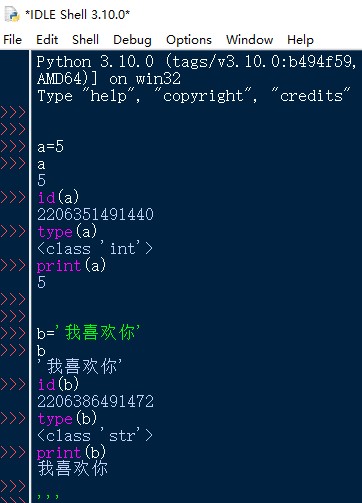 *IDLE Shell 3.10.0*
File Edit Shell Debug Options Window Help
Python 3.10.0 (tags/v3.10.0:b494f59,
AMD64)] on win32
Type "help", "copyright", "credits"
>>>
>>>
>>> a=5
>>> a
5
>>> id(a)
2206351491440
>>> type(a)
<class 'int'>
>>> print(a)
5
>>>
>>>
>>> b='我喜欢你'
>>> b
'我喜欢你'
>>> id(b)
2206386491472
>>> type(b)
<class 'str'>
>>> print(b)
我喜欢你
>>> '''